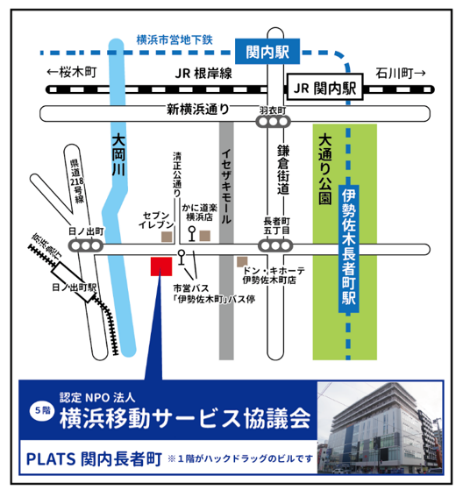 横浜市営地下鉄
関内駅
←桜木町
JR 根岸線
石川町→
JR 関内駅
新横浜通り
羽衣町
大岡川
清正公通り
イセザキモール
鎌倉街道
大通り公園
県道
218
号線
日ノ出町
セブン
イレブン
かに道楽
横浜店
長者町
五丁目
伊勢佐木長者町駅
京浜急行
日ノ出町駅
市営バス
「伊勢佐木町」バス停
ドン・キホーテ
伊勢佐木町店
5階
認定 NPO 法人
横浜移動サービス協議会
PLATS 関内長者町 ※1階がハックドラッグのビルです